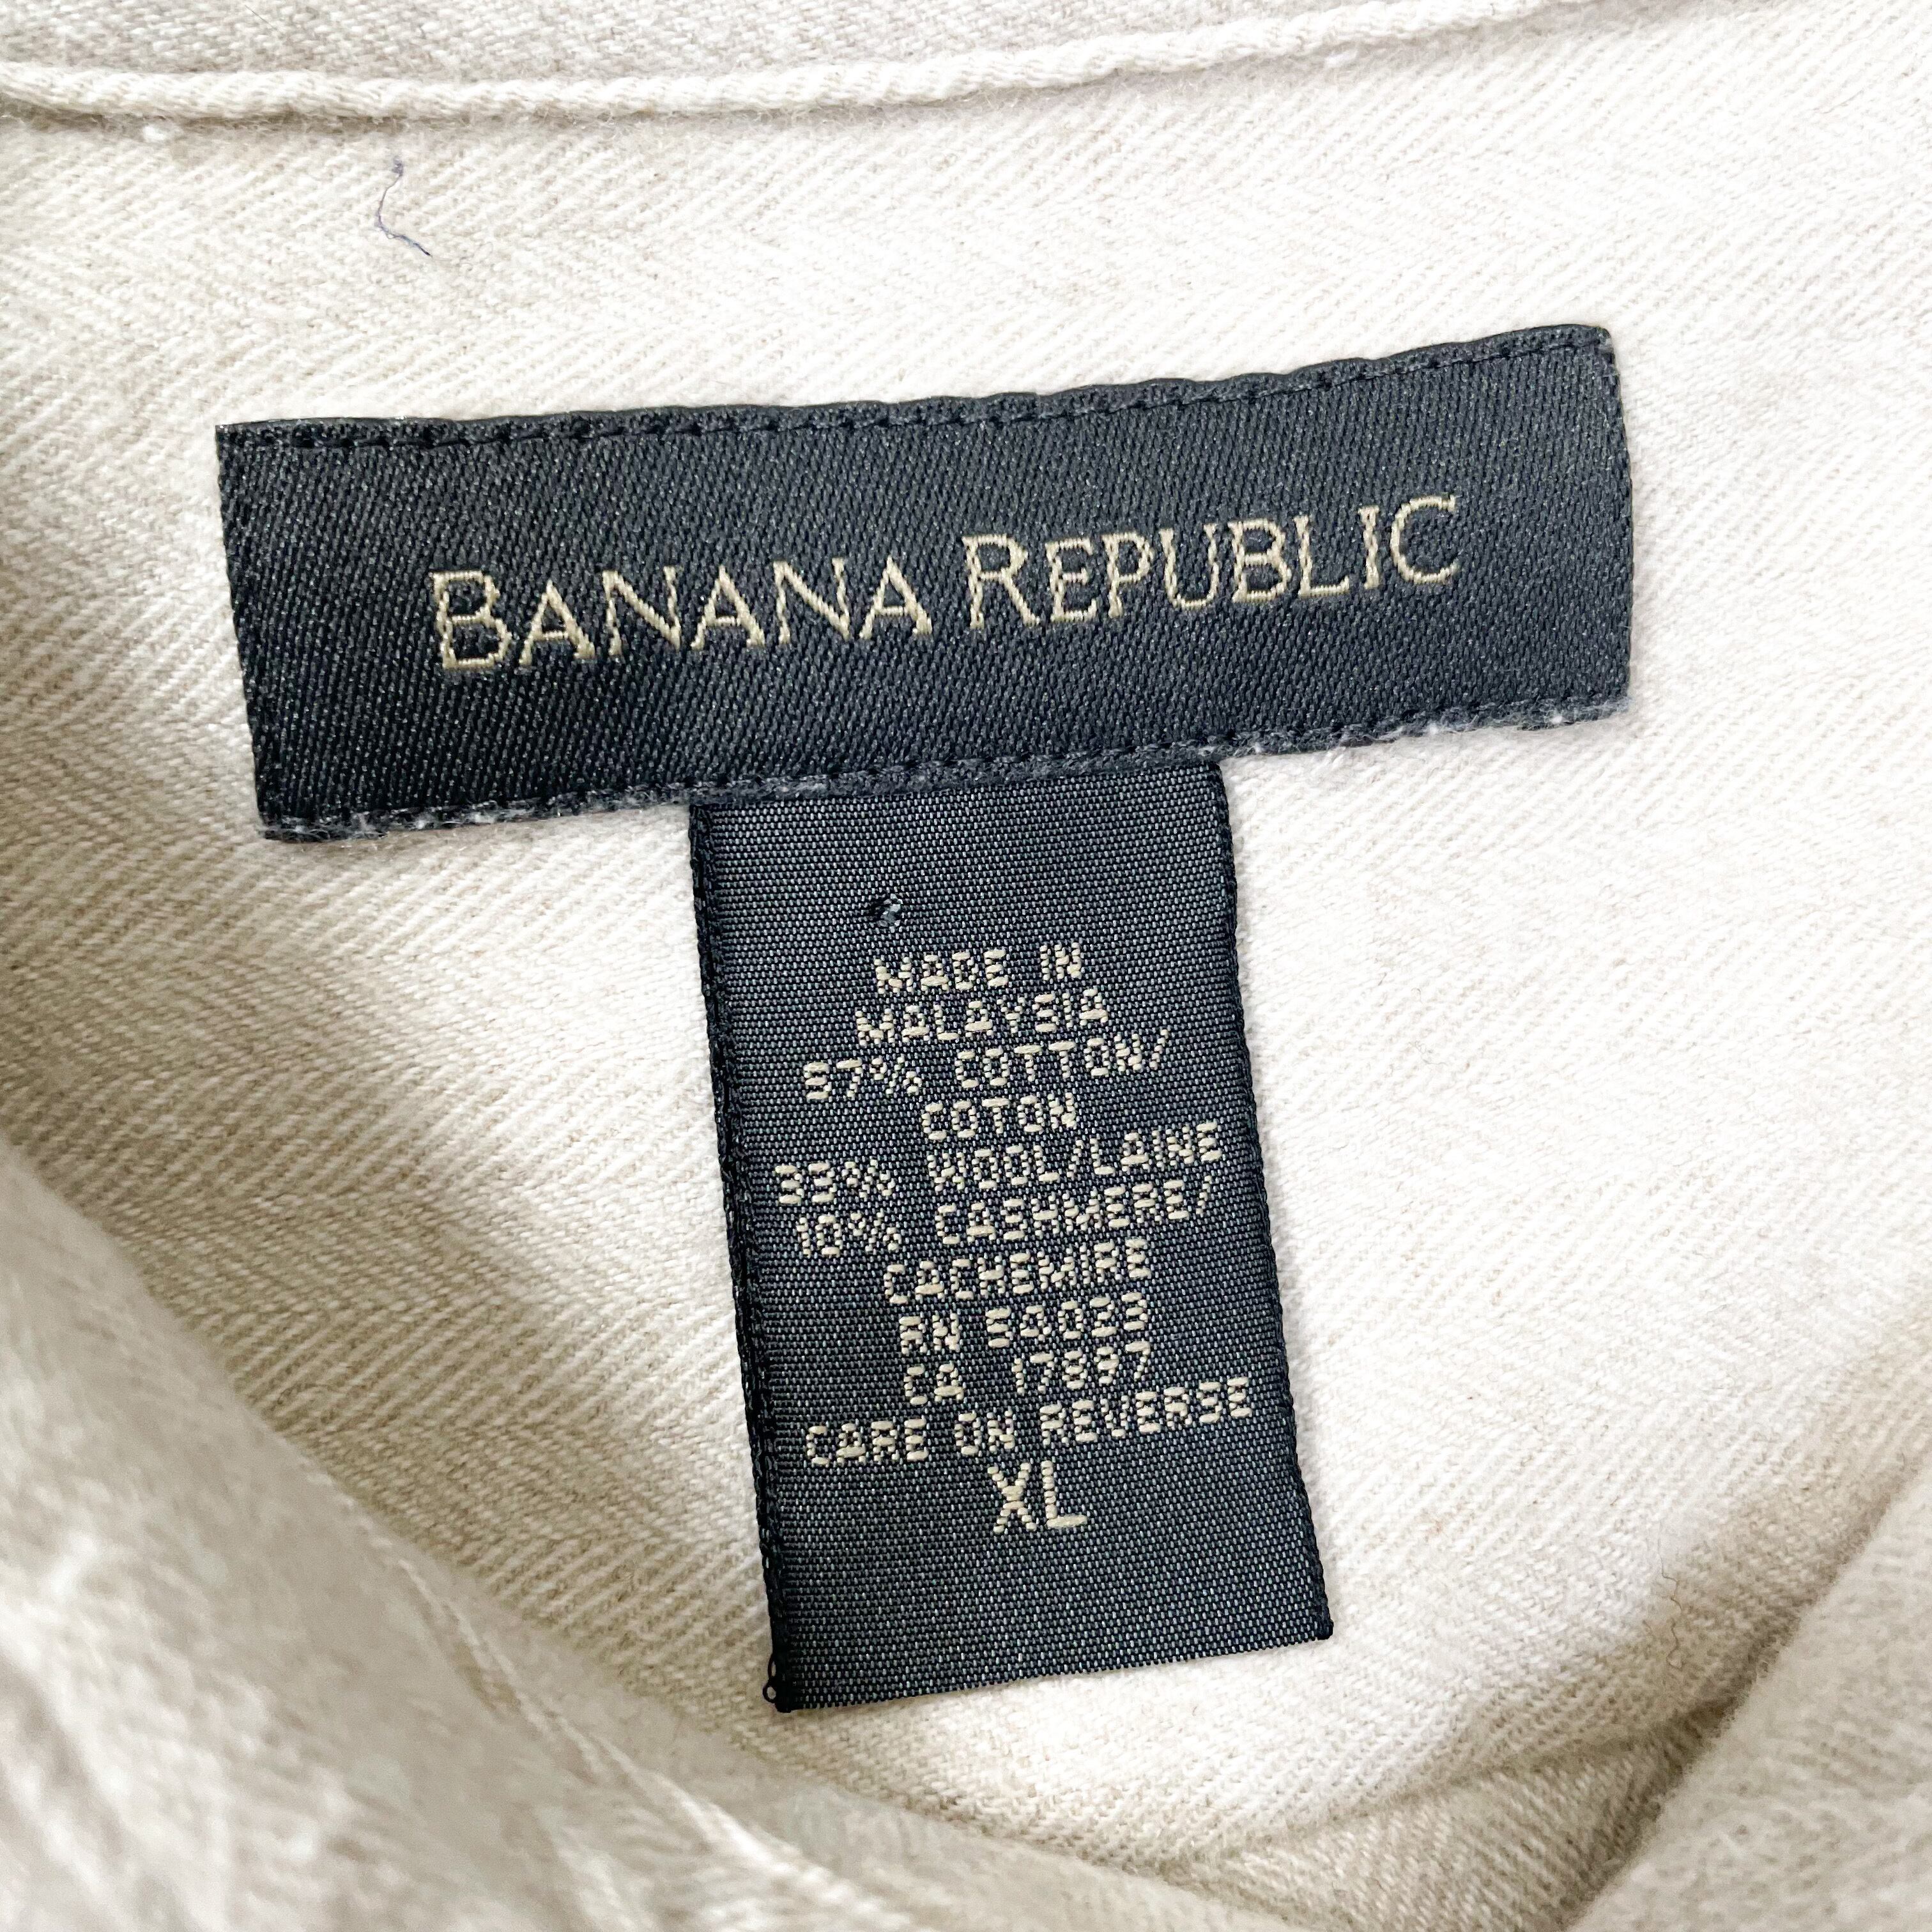 BANANA REPUBLIC
MADE IN
MALAYSIA
57% COTTON/
COTON
33% WOOL/LAINE
10% CASHMERE/
CACHEMIRE
RN 54023
CA 17897
CARE ON REVERSE
XL